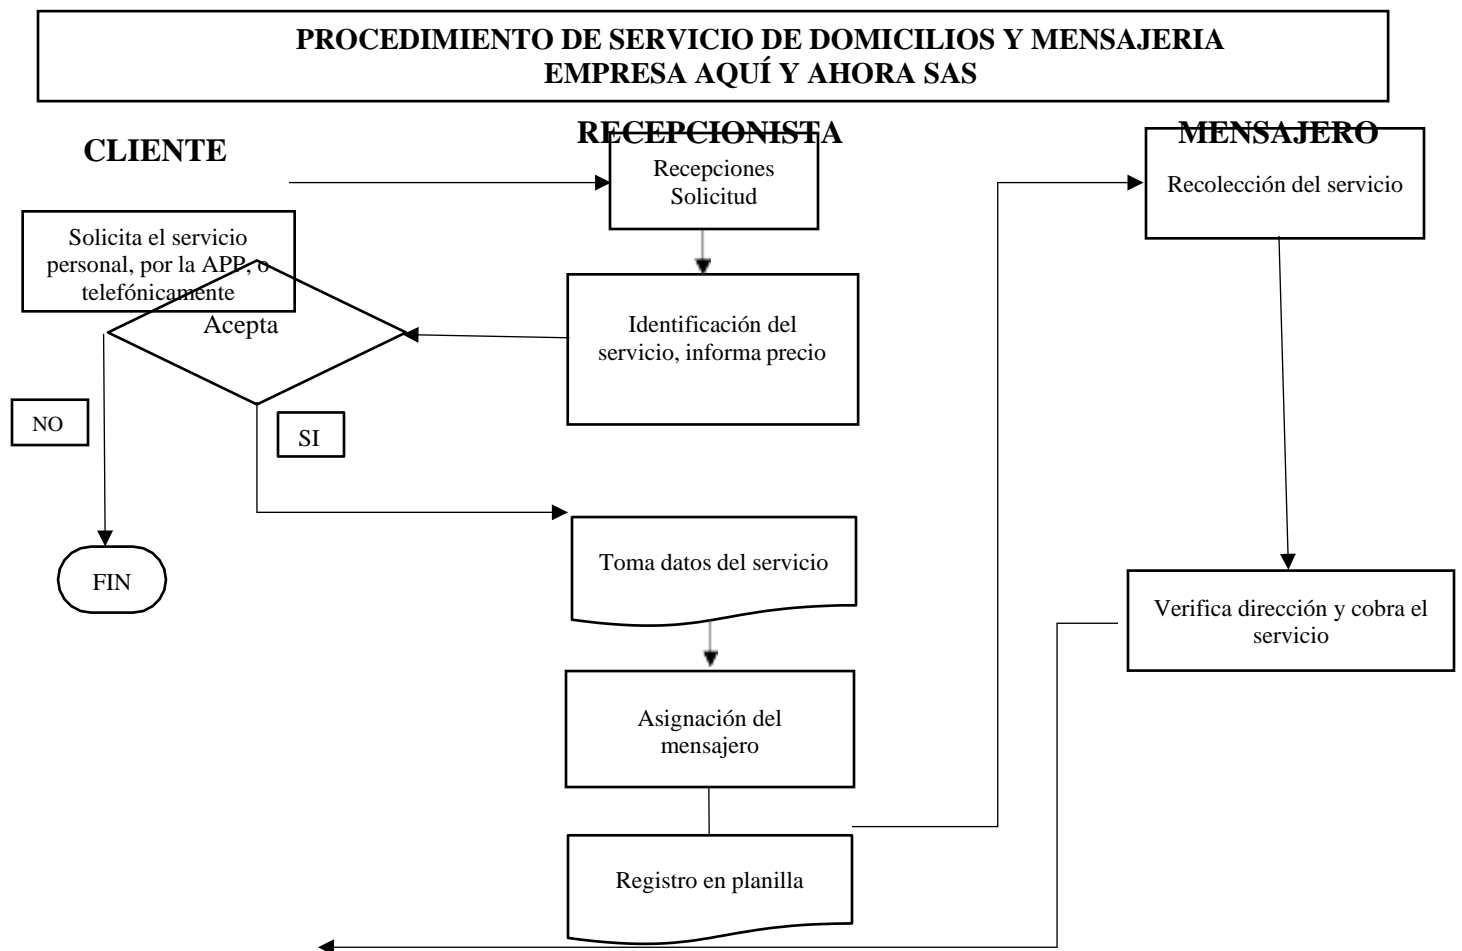 PROCEDIMIENTO DE SERVICIO DE DOMICILIOS Y MENSAJERIA
EMPRESA AQUÍ Y AHORA SAS
CLIENTE
RECEPCIONISTA
MENSAJERO
Recepciones
Solicitud
Recolección del servicio
Solicita el servicio
personal, por la APP, o
telefónicamente
Acepta
Identificación del
servicio, informa precio
NO
SI
Toma datos del servicio
FIN
Verifica dirección y cobra el
servicio
Asignación del
mensajero
Registro en planilla